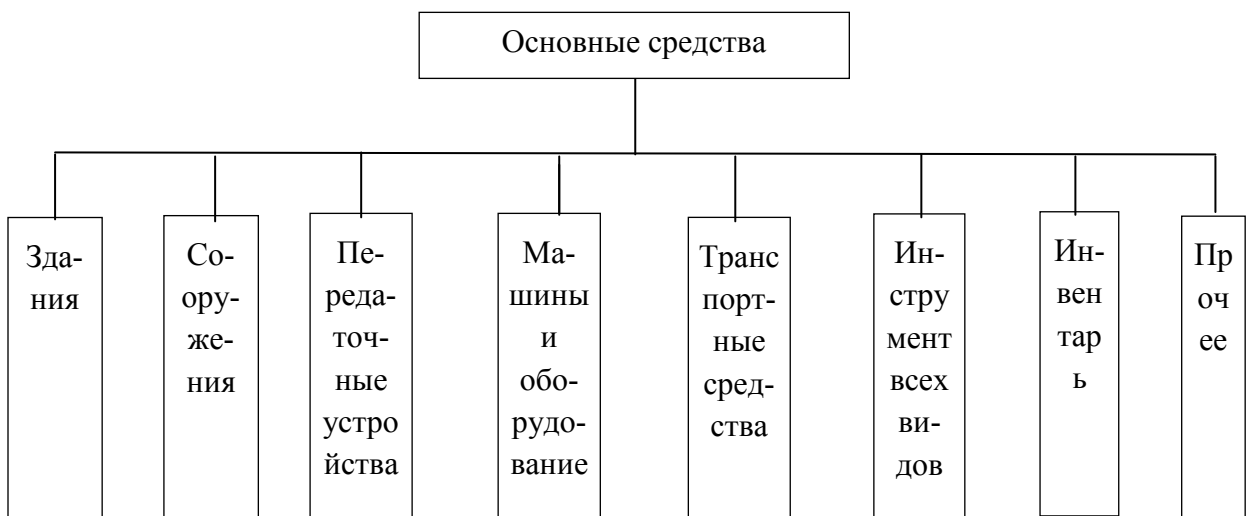 Основные средства
Зда-
ния
Со-
ору-
же-
ния
Пе-
реда-
точ-
ные
устро
йства
Ма-
шины
и
обо-
рудо-
вание
Транс
порт-
ные
сред-
ства
Ин-
стру
мент
всех
ви-
дов
Ин-
вен
тар
ь
Пр
оч
ее